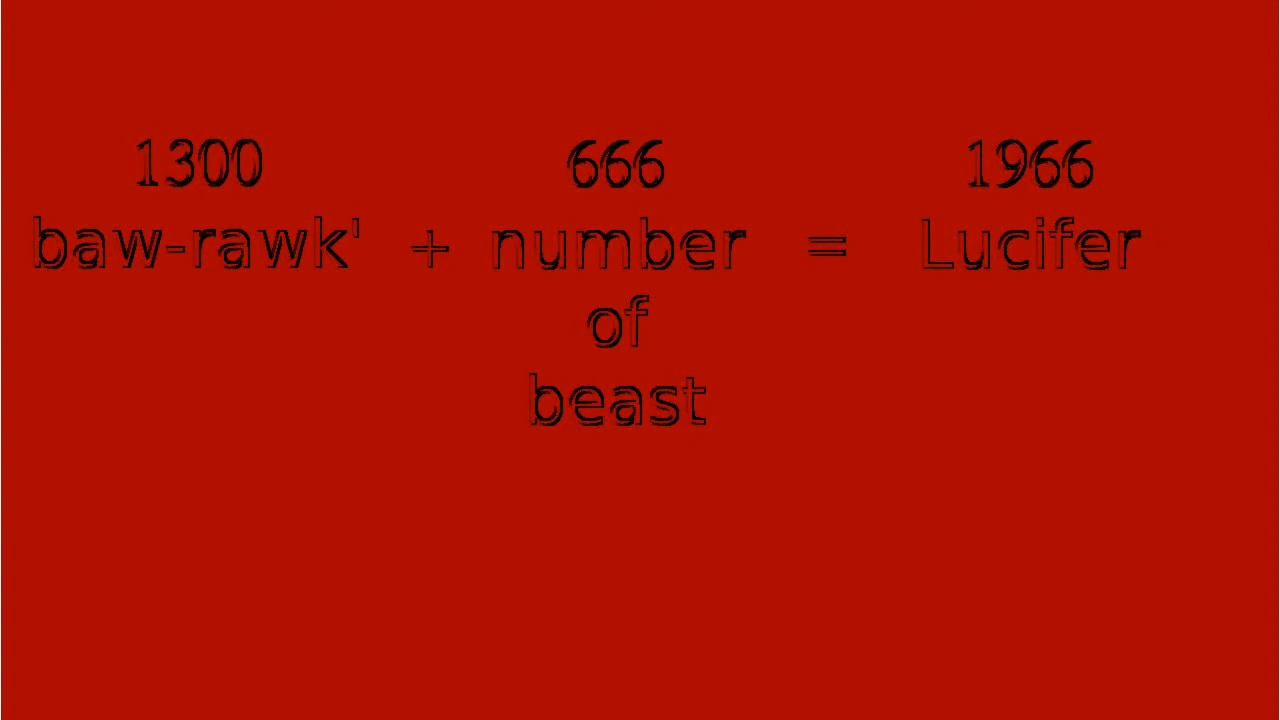 1300 666 1966
baw-rawk' + number = Lucifer
of
beast